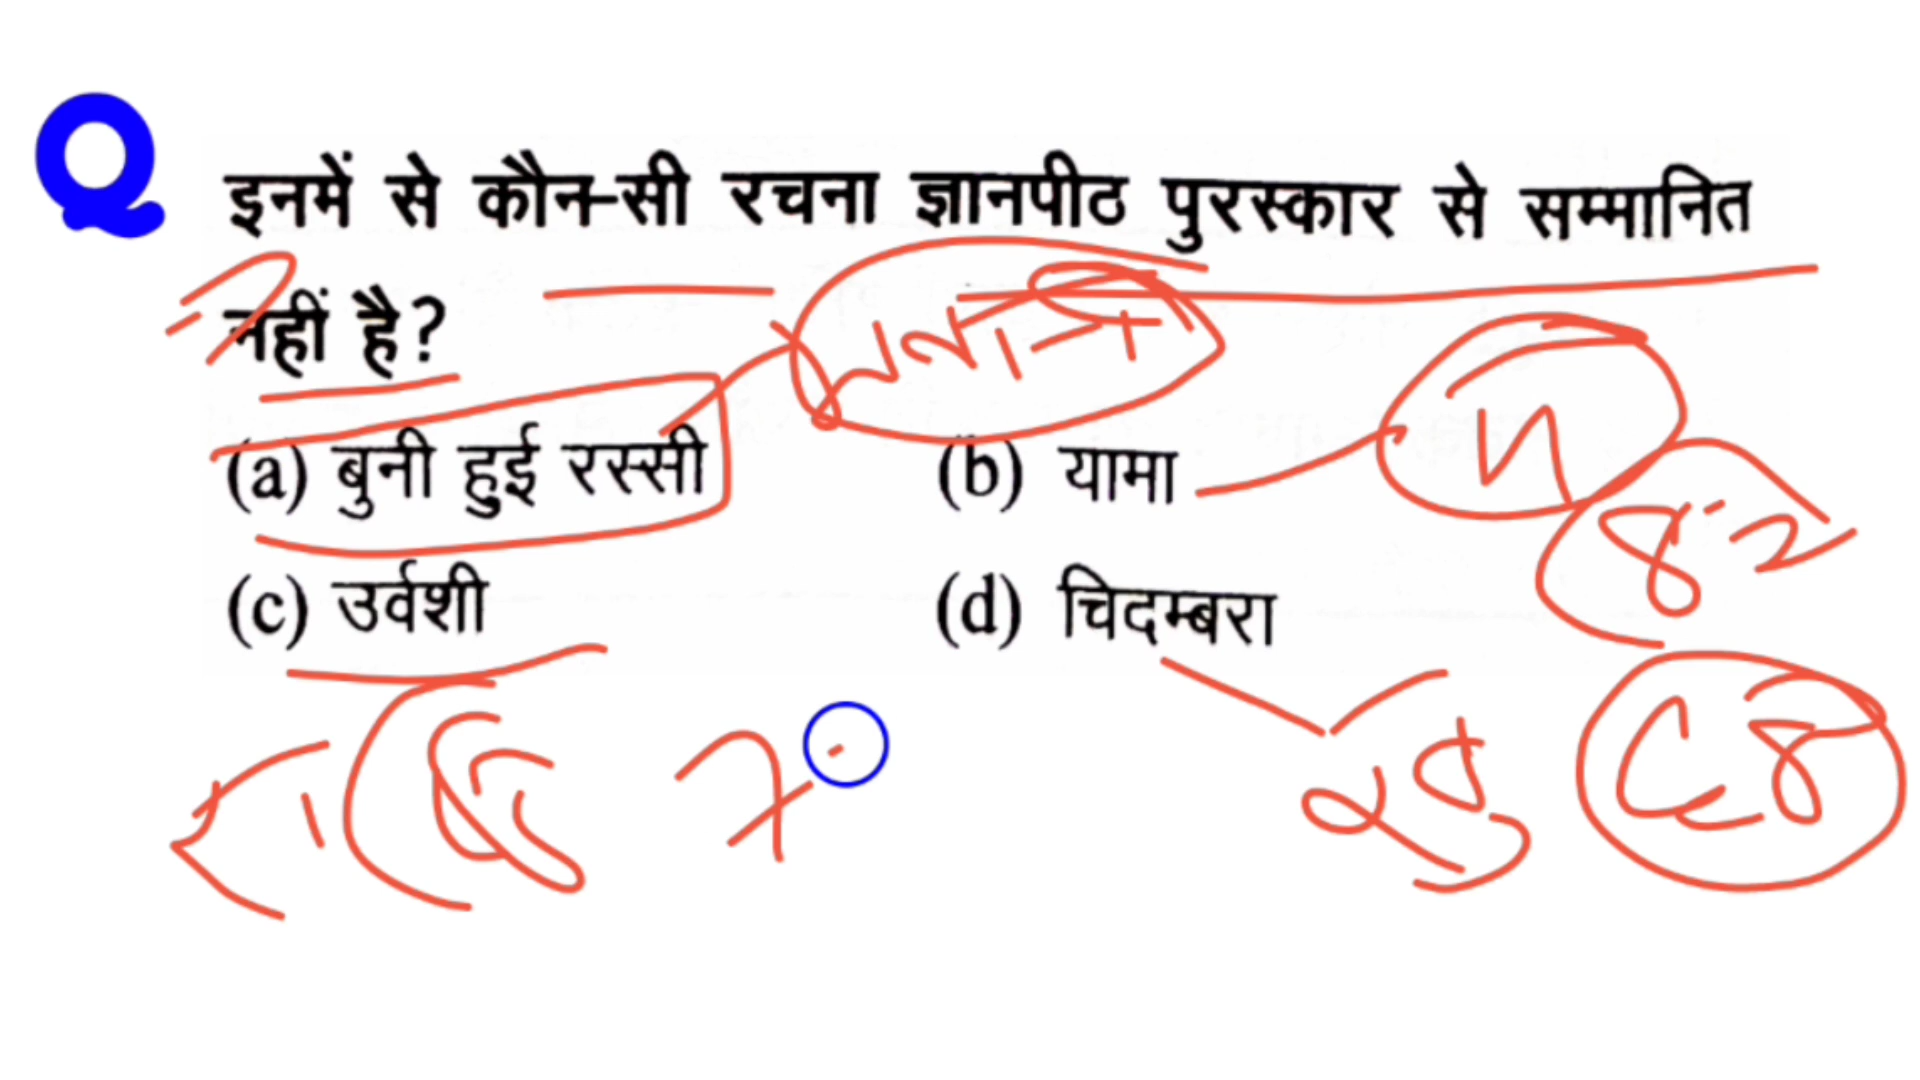 Q
इनमें से कौन-सी रचना ज्ञानपीठ पुरस्कार से सम्मानित
नहीं है?
(a) बुनी हुई रस्सी (b) यामा
(c) उर्वशी (d) चिदम्बरा